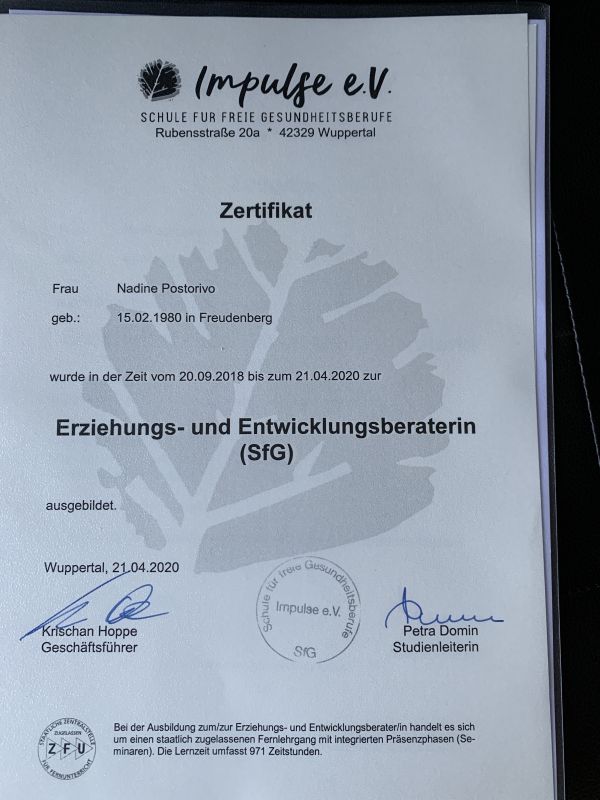 Impulse e.V.
SCHULE FÜR FREIE GESUNDHEITSBERUFE
Rubensstraße 20a * 42329 Wuppertal
Zertifikat
Frau Nadine Postorivo
geb.: 15.02.1980 in Freudenberg
wurde in der Zeit vom 20.09.2018 bis zum 21.04.2020 zur
Erziehungs- und Entwicklungsberaterin
(SfG)
ausgebildet.
Wuppertal, 21.04.2020
Schule für freie Gesundheitsberufe
Impulse e.V.
SfG
Krischan Hoppe
Geschäftsführer
Petra Domin
Studienleiterin
STAATLICHE ZENTRALSTELLE
ZUGELASSEN
ZFU
FÜR FERNUNTERRICHT
Bei der Ausbildung zum/zur Erziehungs- und Entwicklungsberater/in handelt es sich
um einen staatlich zugelassenen Fernlehrgang mit integrierten Präsenzphasen (Se-
minaren). Die Lernzeit umfasst 971 Zeitstunden.